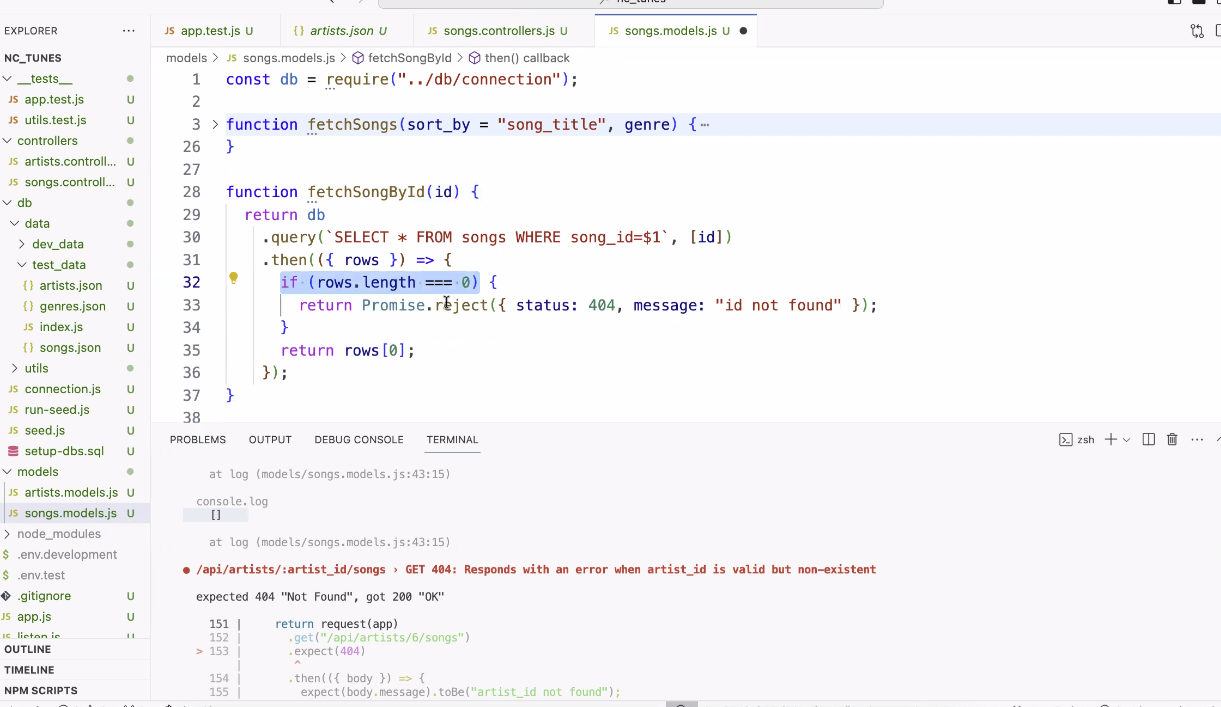 nc_tunes
EXPLORER ...
JS app.test.js U
{} artists.json U
JS songs.controllers.js U
JS songs.models.js U ●
NC_TUNES
__tests__
JS app.test.js U
JS utils.test.js U
controllers
JS artists.controll... U
JS songs.controll... U
db
data
dev_data
test_data
{} artists.json U
{} genres.json U
JS index.js U
{} songs.json U
utils
JS connection.js U
JS run-seed.js U
JS seed.js U
setup-dbs.sql U
models
JS artists.models.js U
JS songs.models.js U
node_modules
$ .env.development
$ .env.test
.gitignore U
JS app.js U
JS listen.js U
OUTLINE
TIMELINE
NPM SCRIPTS
models > JS songs.models.js > fetchSongById > then() callback
1 const db = require("../db/connection");
2
3 > function fetchSongs(sort_by = "song_title", genre) {⋯
26 }
27
28 function fetchSongById(id) {
29 return db
30 .query(`SELECT * FROM songs WHERE song_id=$1`, [id])
31 .then(({ rows }) => {
32 if (rows.length === 0) {
33 return Promise.reject({ status: 404, message: "id not found" });
34 }
35 return rows[0];
36 });
37 }
38
PROBLEMS OUTPUT DEBUG CONSOLE TERMINAL
zsh
at log (models/songs.models.js:43:15)
console.log
[]
at log (models/songs.models.js:43:15)
● /api/artists/:artist_id/songs › GET 404: Responds with an error when artist_id is valid but non-existent
expected 404 "Not Found", got 200 "OK"
151 | return request(app)
152 | .get("/api/artists/6/songs")
> 153 | .expect(404)
| ^
154 | .then(({ body }) => {
155 | expect(body.message).toBe("artist_id not found");